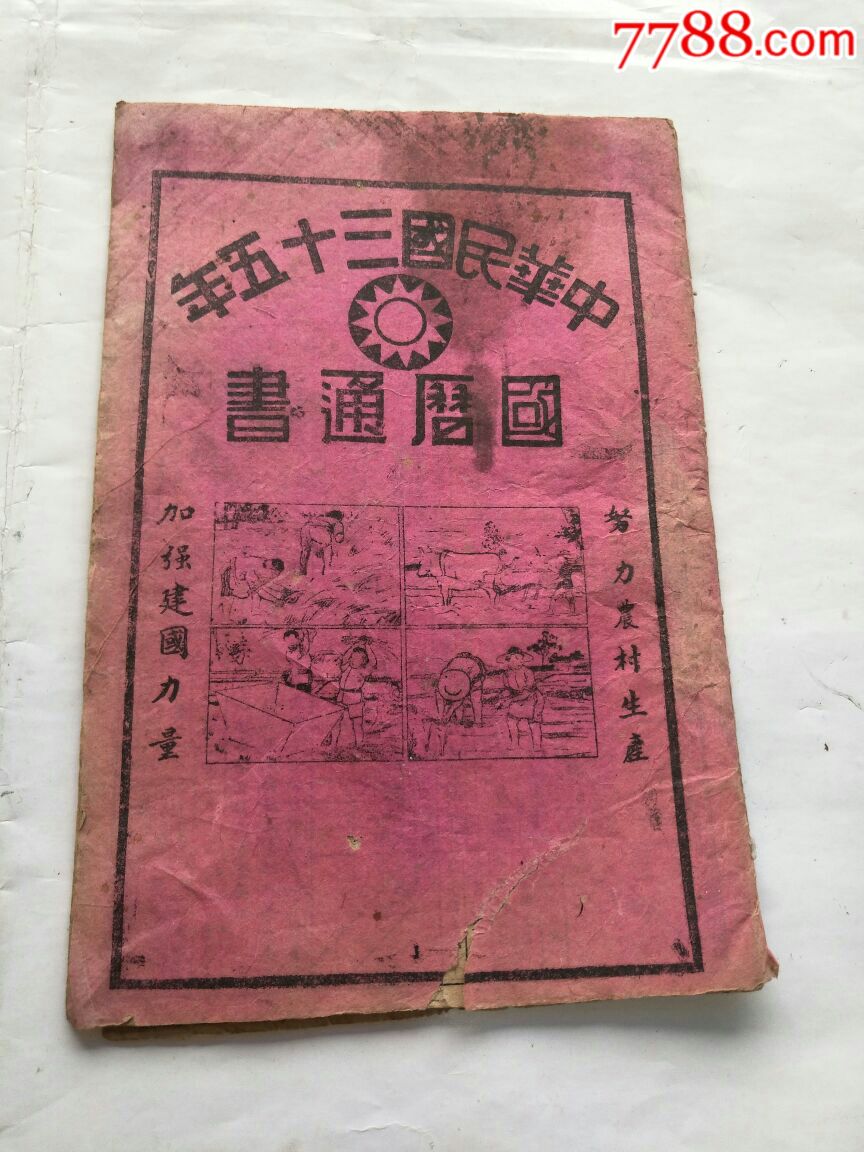 7788.com
中華民國三十五年
國曆通書
努力農村生產
加强建國力量